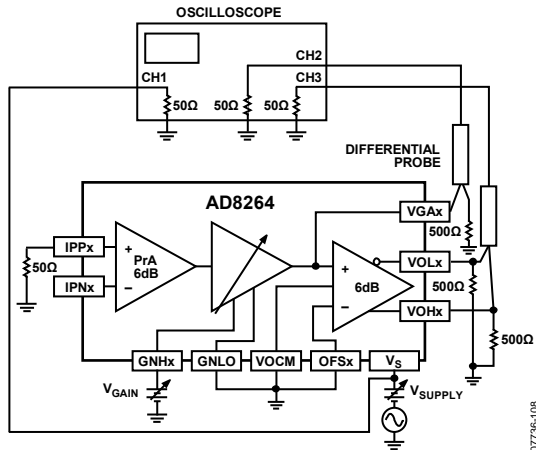 OSCILLOSCOPE
CH1
CH2
CH3
50Ω
50Ω
50Ω
DIFFERENTIAL
PROBE
AD8264
VGAx
500Ω
IPPx
50Ω
IPNx
+
PrA
6dB
–
+
6dB
–
VOLx
500Ω
VOHx
500Ω
GNHx
GNLO
VOCM
OFSx
VS
VGAIN
VSUPPLY
07736-108